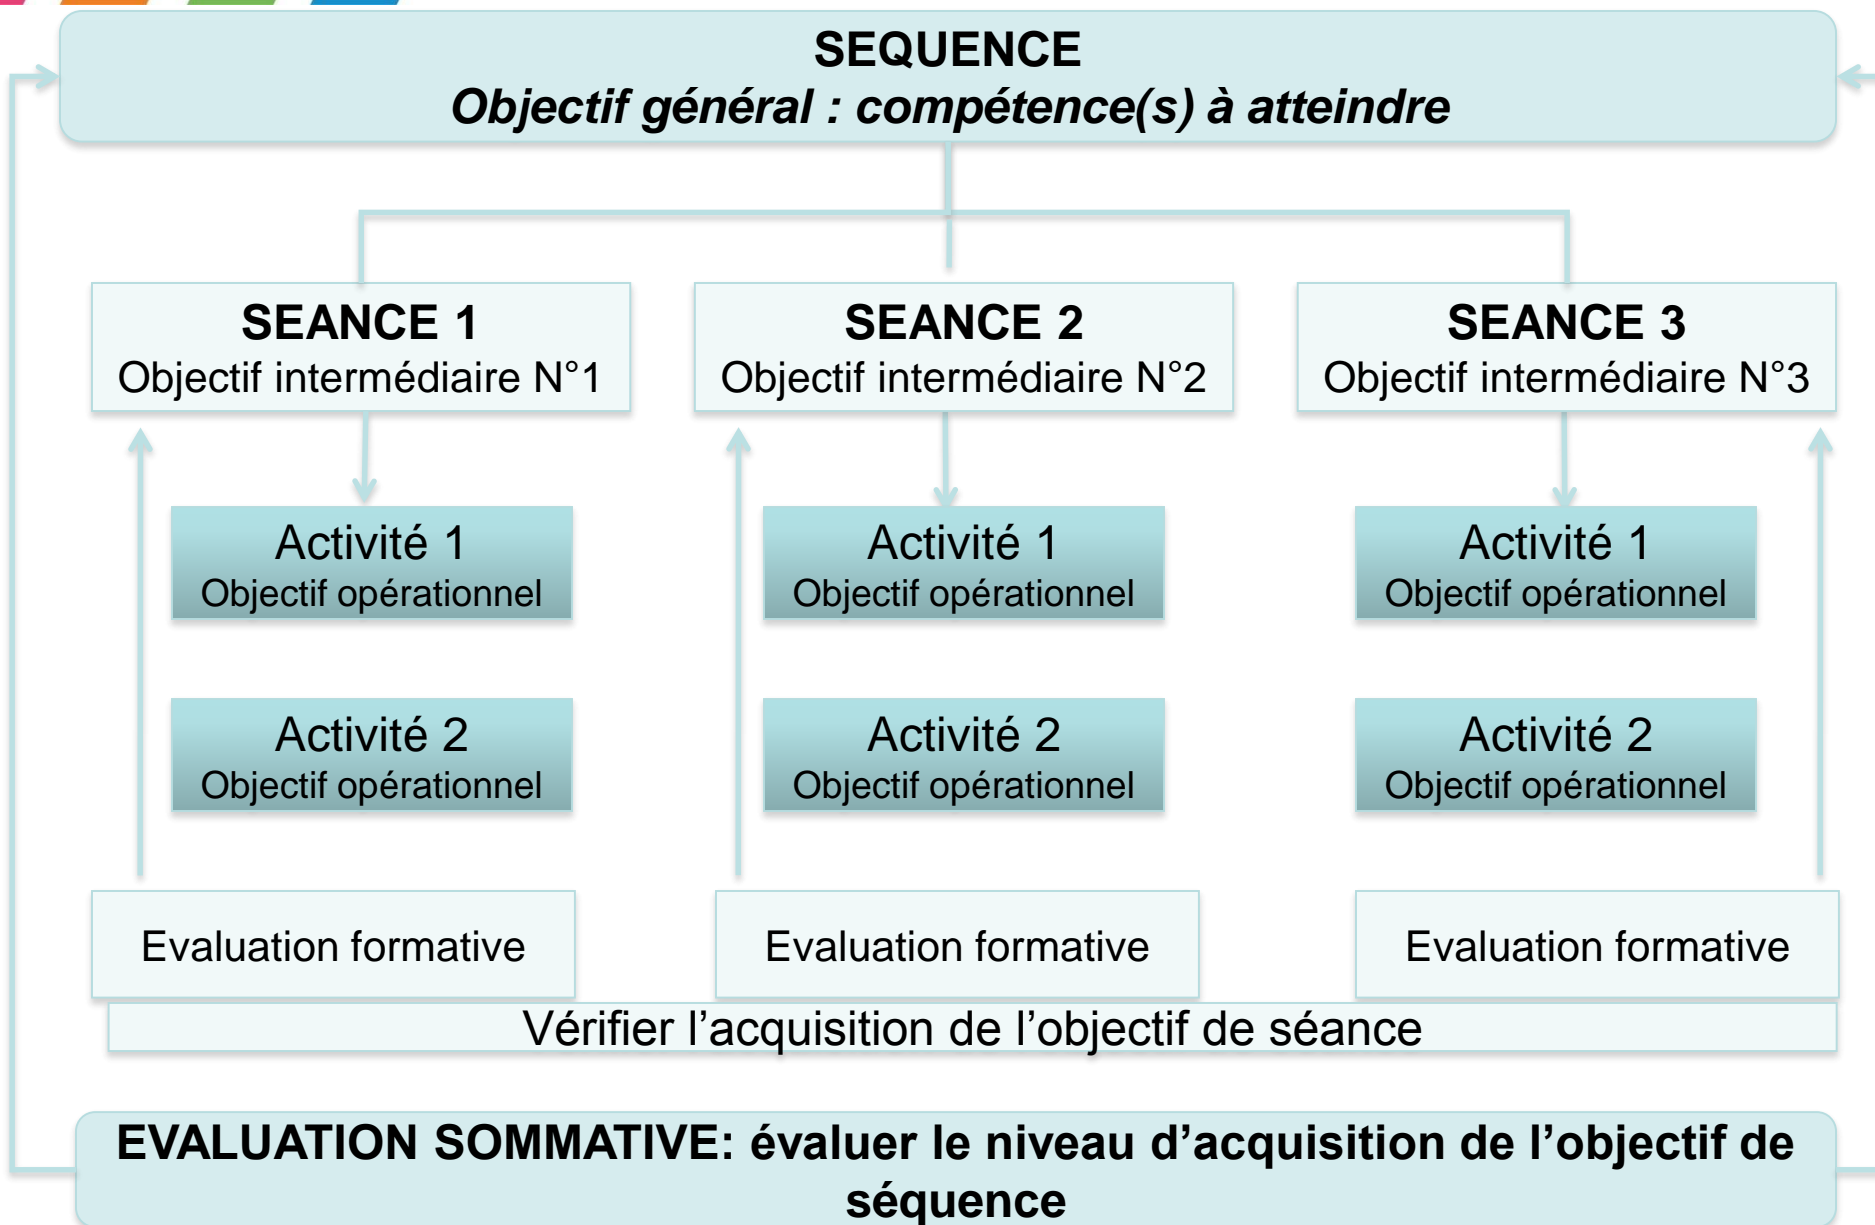 SEQUENCE
Objectif général : compétence(s) à atteindre
SEANCE 1
Objectif intermédiaire N°1
SEANCE 2
Objectif intermédiaire N°2
SEANCE 3
Objectif intermédiaire N°3
Activité 1
Objectif opérationnel
Activité 1
Objectif opérationnel
Activité 1
Objectif opérationnel
Activité 2
Objectif opérationnel
Activité 2
Objectif opérationnel
Activité 2
Objectif opérationnel
Evaluation formative
Evaluation formative
Evaluation formative
Vérifier l’acquisition de l’objectif de séance
EVALUATION SOMMATIVE: évaluer le niveau d’acquisition de l’objectif de
séquence